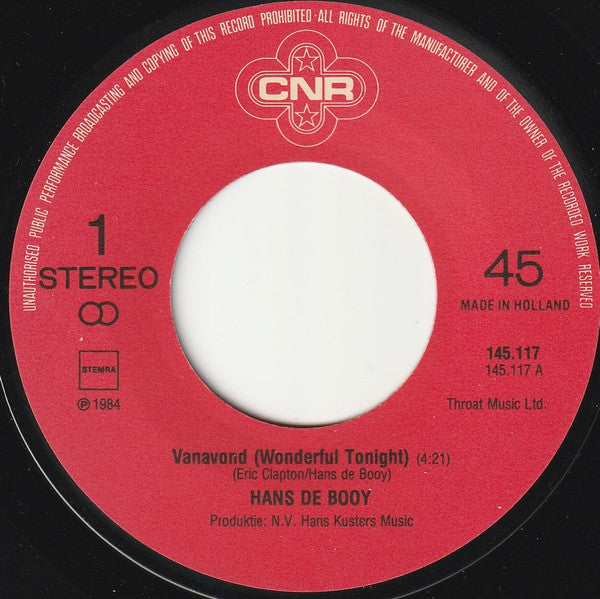 UNAUTHORISED PUBLIC PERFORMANCE BROADCASTING AND COPYING OF THIS RECORD PROHIBITED·ALL RIGHTS OF THE MANUFACTURER AND OF THE OWNER OF THE RECORDED WORK RESERVED
CNR
1
STEREO
45
MADE IN HOLLAND
STEMRA
℗ 1984
145.117
145.117 A
Throat Music Ltd.
Vanavond (Wonderful Tonight) (4:21)
(Eric Clapton/Hans de Booy)
HANS DE BOOY
Produktie: N.V. Hans Kusters Music